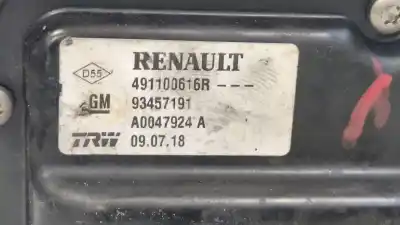 D55 RENAULT
491100616R ---
GM 93457191
A0047924 A
TRW 09.07.18